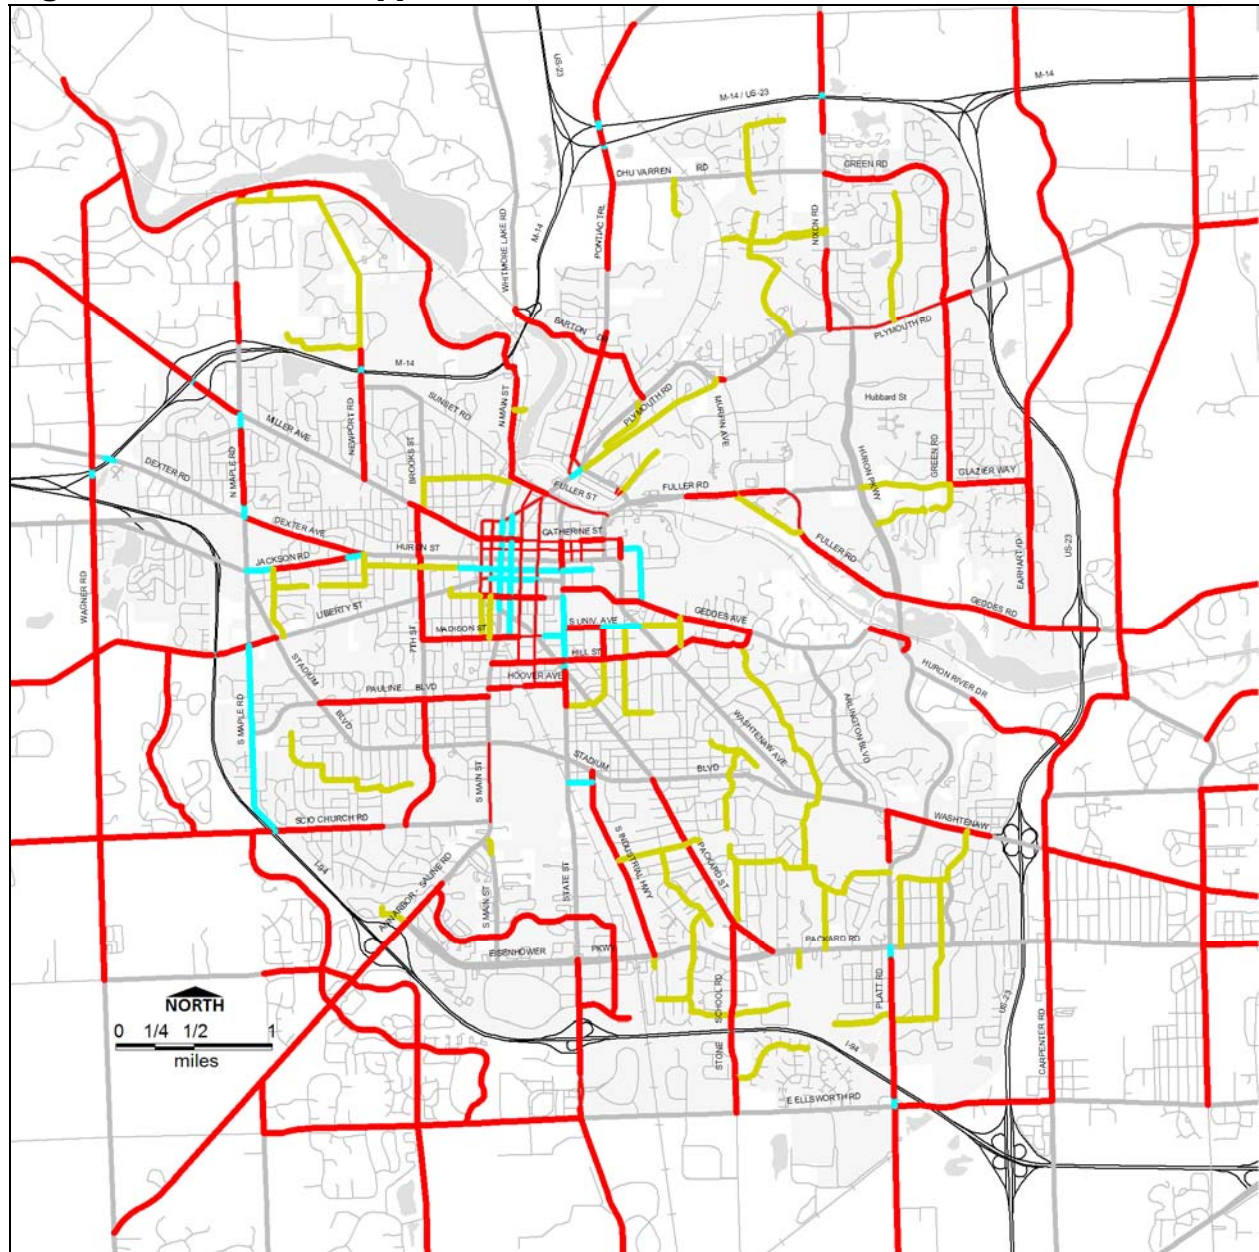 US-23
M-14
M-14 / US-23
DHU VARREN RD
GREEN RD
WHITMORE LAKE RD
M-14
PONTIAC TRL
NIXON RD
BARTON DR
PLYMOUTH RD
M-14
SUNSET RD
N MAIN ST
PLYMOUTH RD
MURFIN AVE
Hubbard St
MILLER AVE
NEWPORT RD
BROOKS ST
N MAPLE RD
DEXTER RD
HURON PKWY
GREEN RD
GLAZIER WAY
FULLER ST
FULLER RD
DEXTER AVE
CATHERINE ST
HURON ST
JACKSON RD
FULLER RD
EARHART RD
US-23
WAGNER RD
LIBERTY ST
GEDDES RD
S UNIV. AVE
GEDDES AVE
MADISON ST
7TH ST
HILL ST
STADIUM
BLVD
HOOVER AVE
HURON RIVER DR
PAULINE BLVD
S MAPLE RD
ARLINGTON BLVD
WASHTENAW AVE
STADIUM
BLVD
S MAIN ST
SCIO CHURCH RD
WASHTENAW
S INDUSTRIAL HWY
PACKARD ST
I-94
ANN ARBOR - SALINE RD
STATE ST
S MAIN ST
EISENHOWER PKWY
PACKARD RD
PLATT RD
STONE SCHOOL RD
US-23
CARPENTER RD
I-94
E ELLSWORTH RD
NORTH
0 1/4 1/2 1
miles